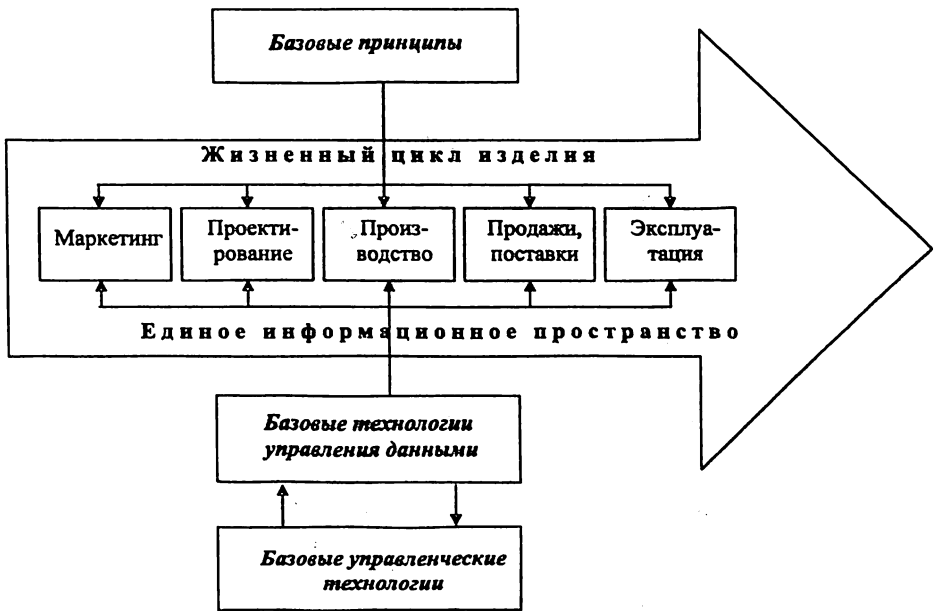 Базовые принципы
Жизненный цикл изделия
Маркетинг
Проекти-
рование
Произ-
водство
Продажи,
поставки
Эксплуа-
тация
Единое информационное пространство
Базовые технологии
управления данными
Базовые управленческие
технологии